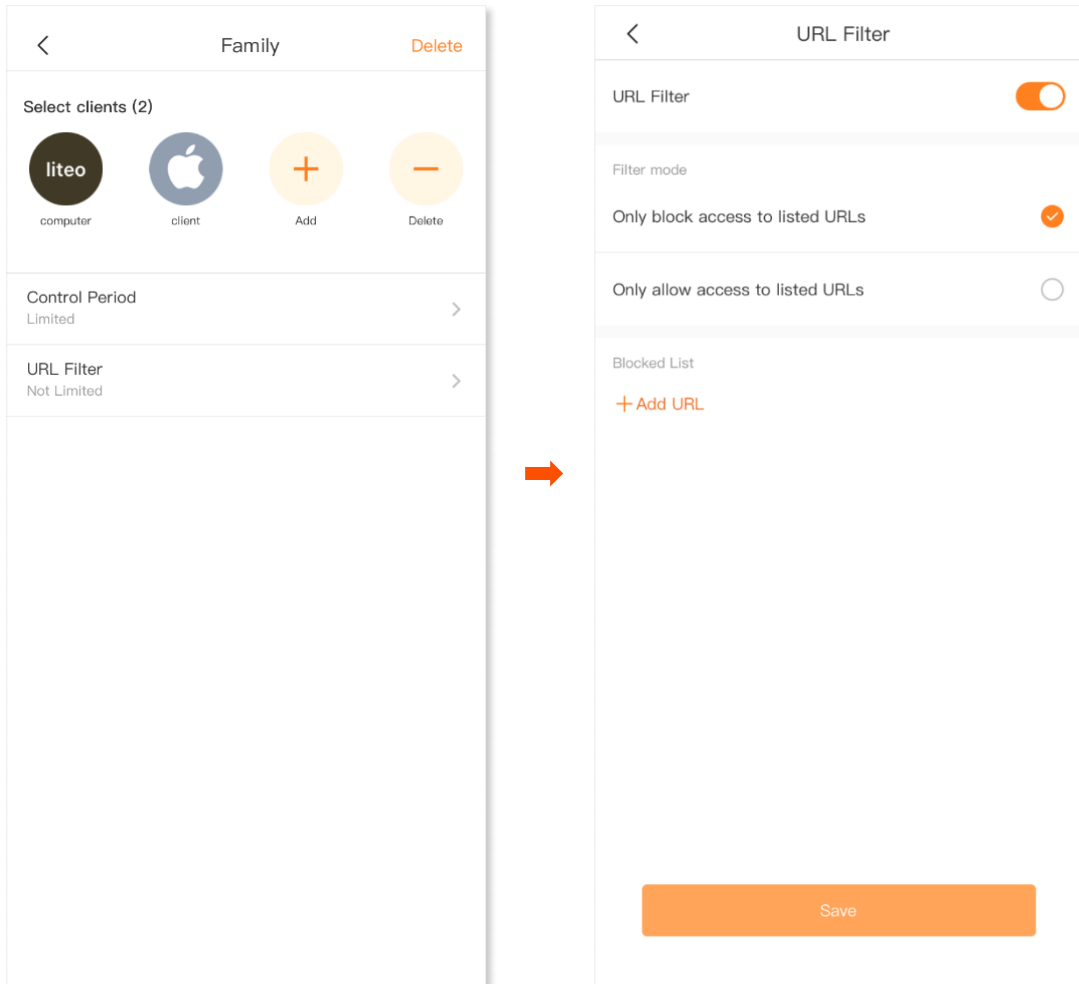 Family
Delete
Select clients (2)
liteo
computer
client
Add
Delete
Control Period
Limited
URL Filter
Not Limited
URL Filter
URL Filter
Filter mode
Only block access to listed URLs
Only allow access to listed URLs
Blocked List
+ Add URL
Save